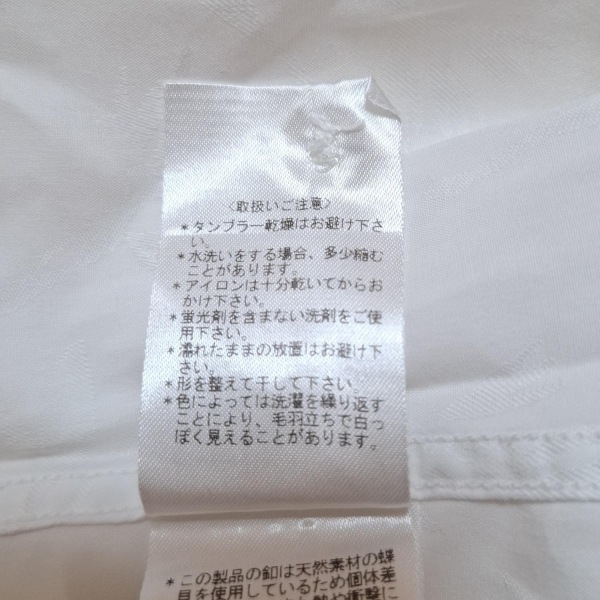 〈取扱いご注意〉
＊タンブラー乾燥はお避け下さ
い。
＊水洗いをする場合、多少縮む
ことがあります。
＊アイロンは十分乾いてからお
かけ下さい。
＊蛍光剤を含まない洗剤をご使
用下さい。
＊濡れたままの放置はお避け下
さい。
＊形を整えて干して下さい。
＊色によっては洗濯を繰り返す
ことにより、毛羽立ちで白っ
ぽく見えることがあります。
＊この製品の釦は天然素材の蝶
貝を使用しているため個体差